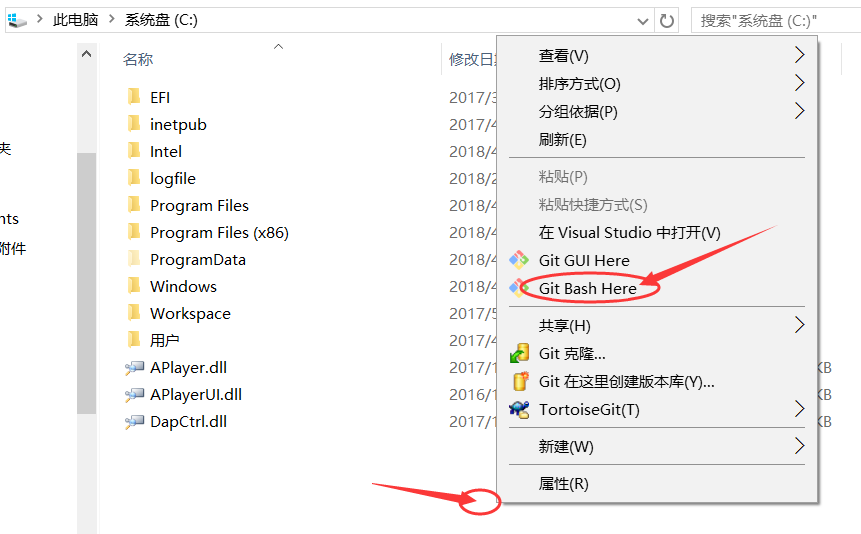 此电脑 系统盘 (C:) 搜索"系统盘 (C:)"
名称 修改日
EFI 2017/3
inetpub 2017/4
Intel 2018/4
logfile 2018/2
Program Files 2018/4
Program Files (x86) 2018/4
ProgramData 2018/4
Windows 2018/4
Workspace 2017/5
用户 2017/4
APlayer.dll 2017/1 KB
APlayerUI.dll 2016/1 KB
DapCtrl.dll 2017/1 KB
夹
nts
附件
查看(V)
排序方式(O)
分组依据(P)
刷新(E)
粘贴(P)
粘贴快捷方式(S)
在 Visual Studio 中打开(V)
Git GUI Here
Git Bash Here
共享(H)
Git 克隆...
Git 在这里创建版本库(Y)...
TortoiseGit(T)
新建(W)
属性(R)